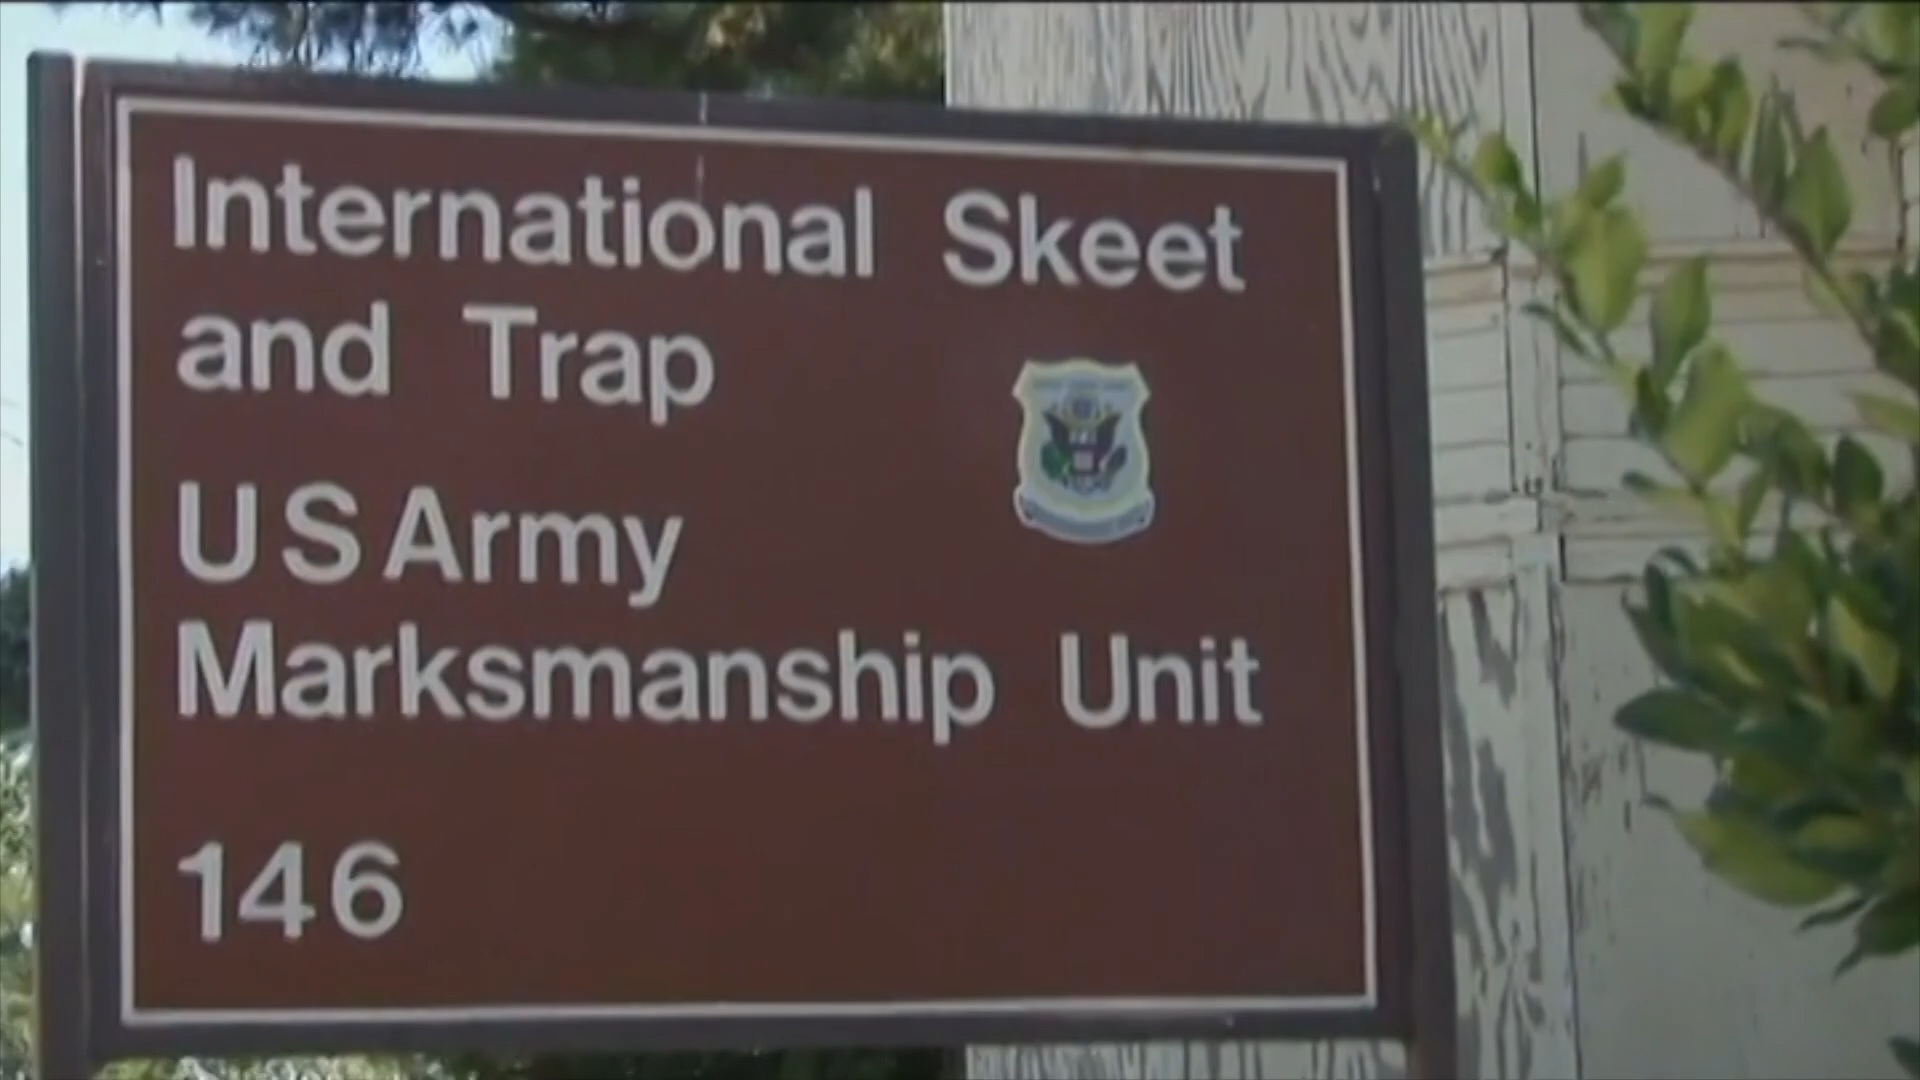 International Skeet
and Trap
US Army
Marksmanship Unit
146